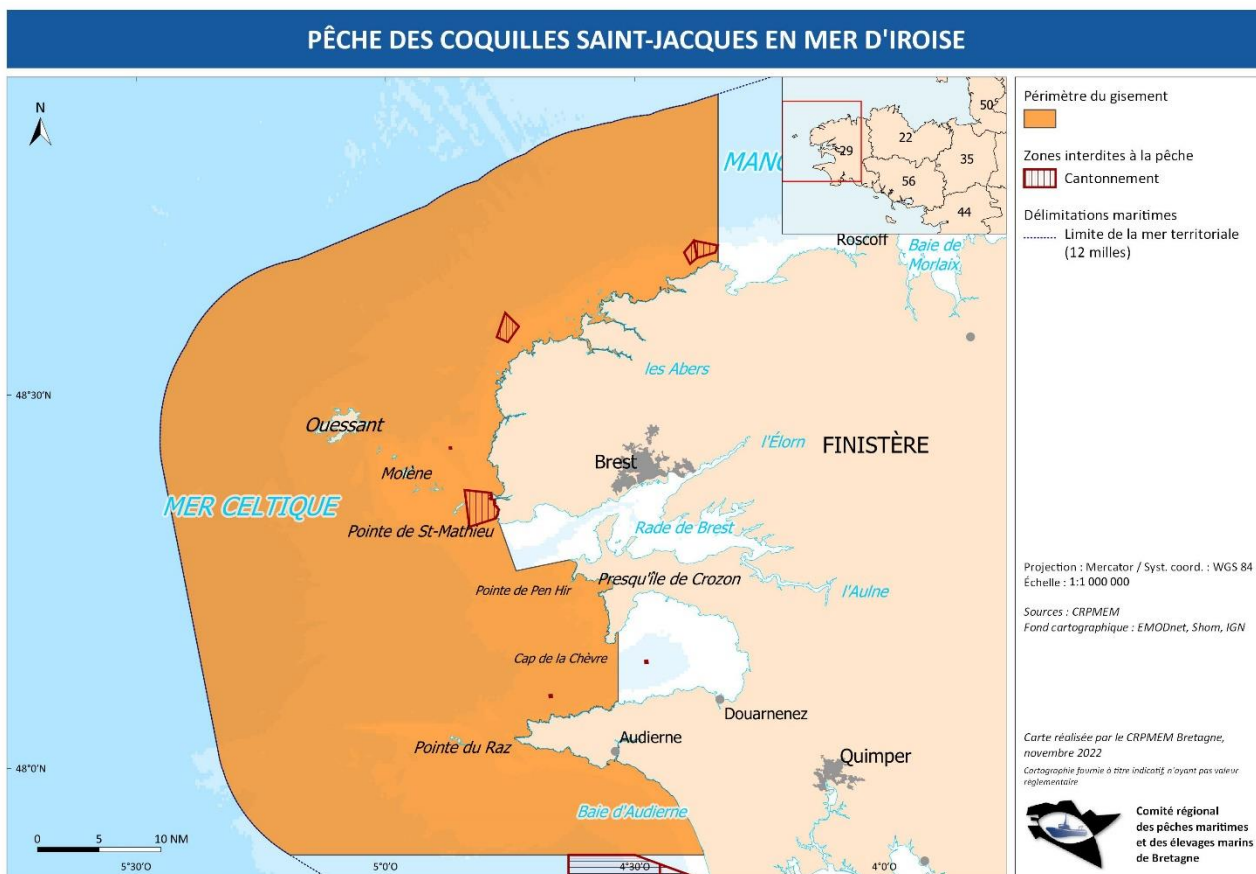 PÊCHE DES COQUILLES SAINT-JACQUES EN MER D'IROISE
N
MANC
50
22
29
35
56
44
Roscoff
Baie de
Morlaix
les Abers
48°30'N
Ouessant
Molène
MER CELTIQUE
Pointe de St-Mathieu
Brest
l'Élorn
FINISTÈRE
Rade de Brest
Pointe de Pen Hir
Presqu'île de Crozon
l'Aulne
Cap de la Chèvre
Douarnenez
Pointe du Raz
Audierne
48°0'N
Quimper
Baie d'Audierne
0 5 10 NM
5°30'O
5°0'O
4°30'O
4°0'O
Périmètre du gisement
Zones interdites à la pêche
Cantonnement
Délimitations maritimes
Limite de la mer territoriale
(12 milles)
Projection : Mercator / Syst. coord. : WGS 84
Échelle : 1:1 000 000
Sources : CRPMEM
Fond cartographique : EMODnet, Shom, IGN
Carte réalisée par le CRPMEM Bretagne,
novembre 2022
Cartographie fournie à titre indicatif, n'ayant pas valeur
réglementaire
Comité régional
des pêches maritimes
et des élevages marins
de Bretagne